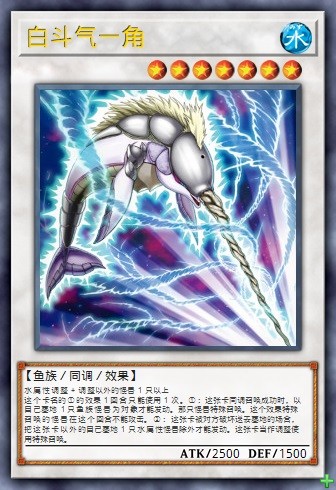 白斗气一角
水
【鱼族／同调／效果】
水属性调整＋调整以外的怪兽1只以上
这个卡名的①的效果1回合只能使用1次。①：这张卡同调召唤成功时，以
自己墓地1只鱼族怪兽为对象才能发动。那只怪兽特殊召唤。这个效果特殊
召唤的怪兽在这个回合不能攻击。②：这张卡被对方破坏送去墓地的场合，
把这张卡以外的自己墓地1只水属性怪兽除外才能发动。这张卡当作调整使
用特殊召唤。
ATK/2500 DEF/1500